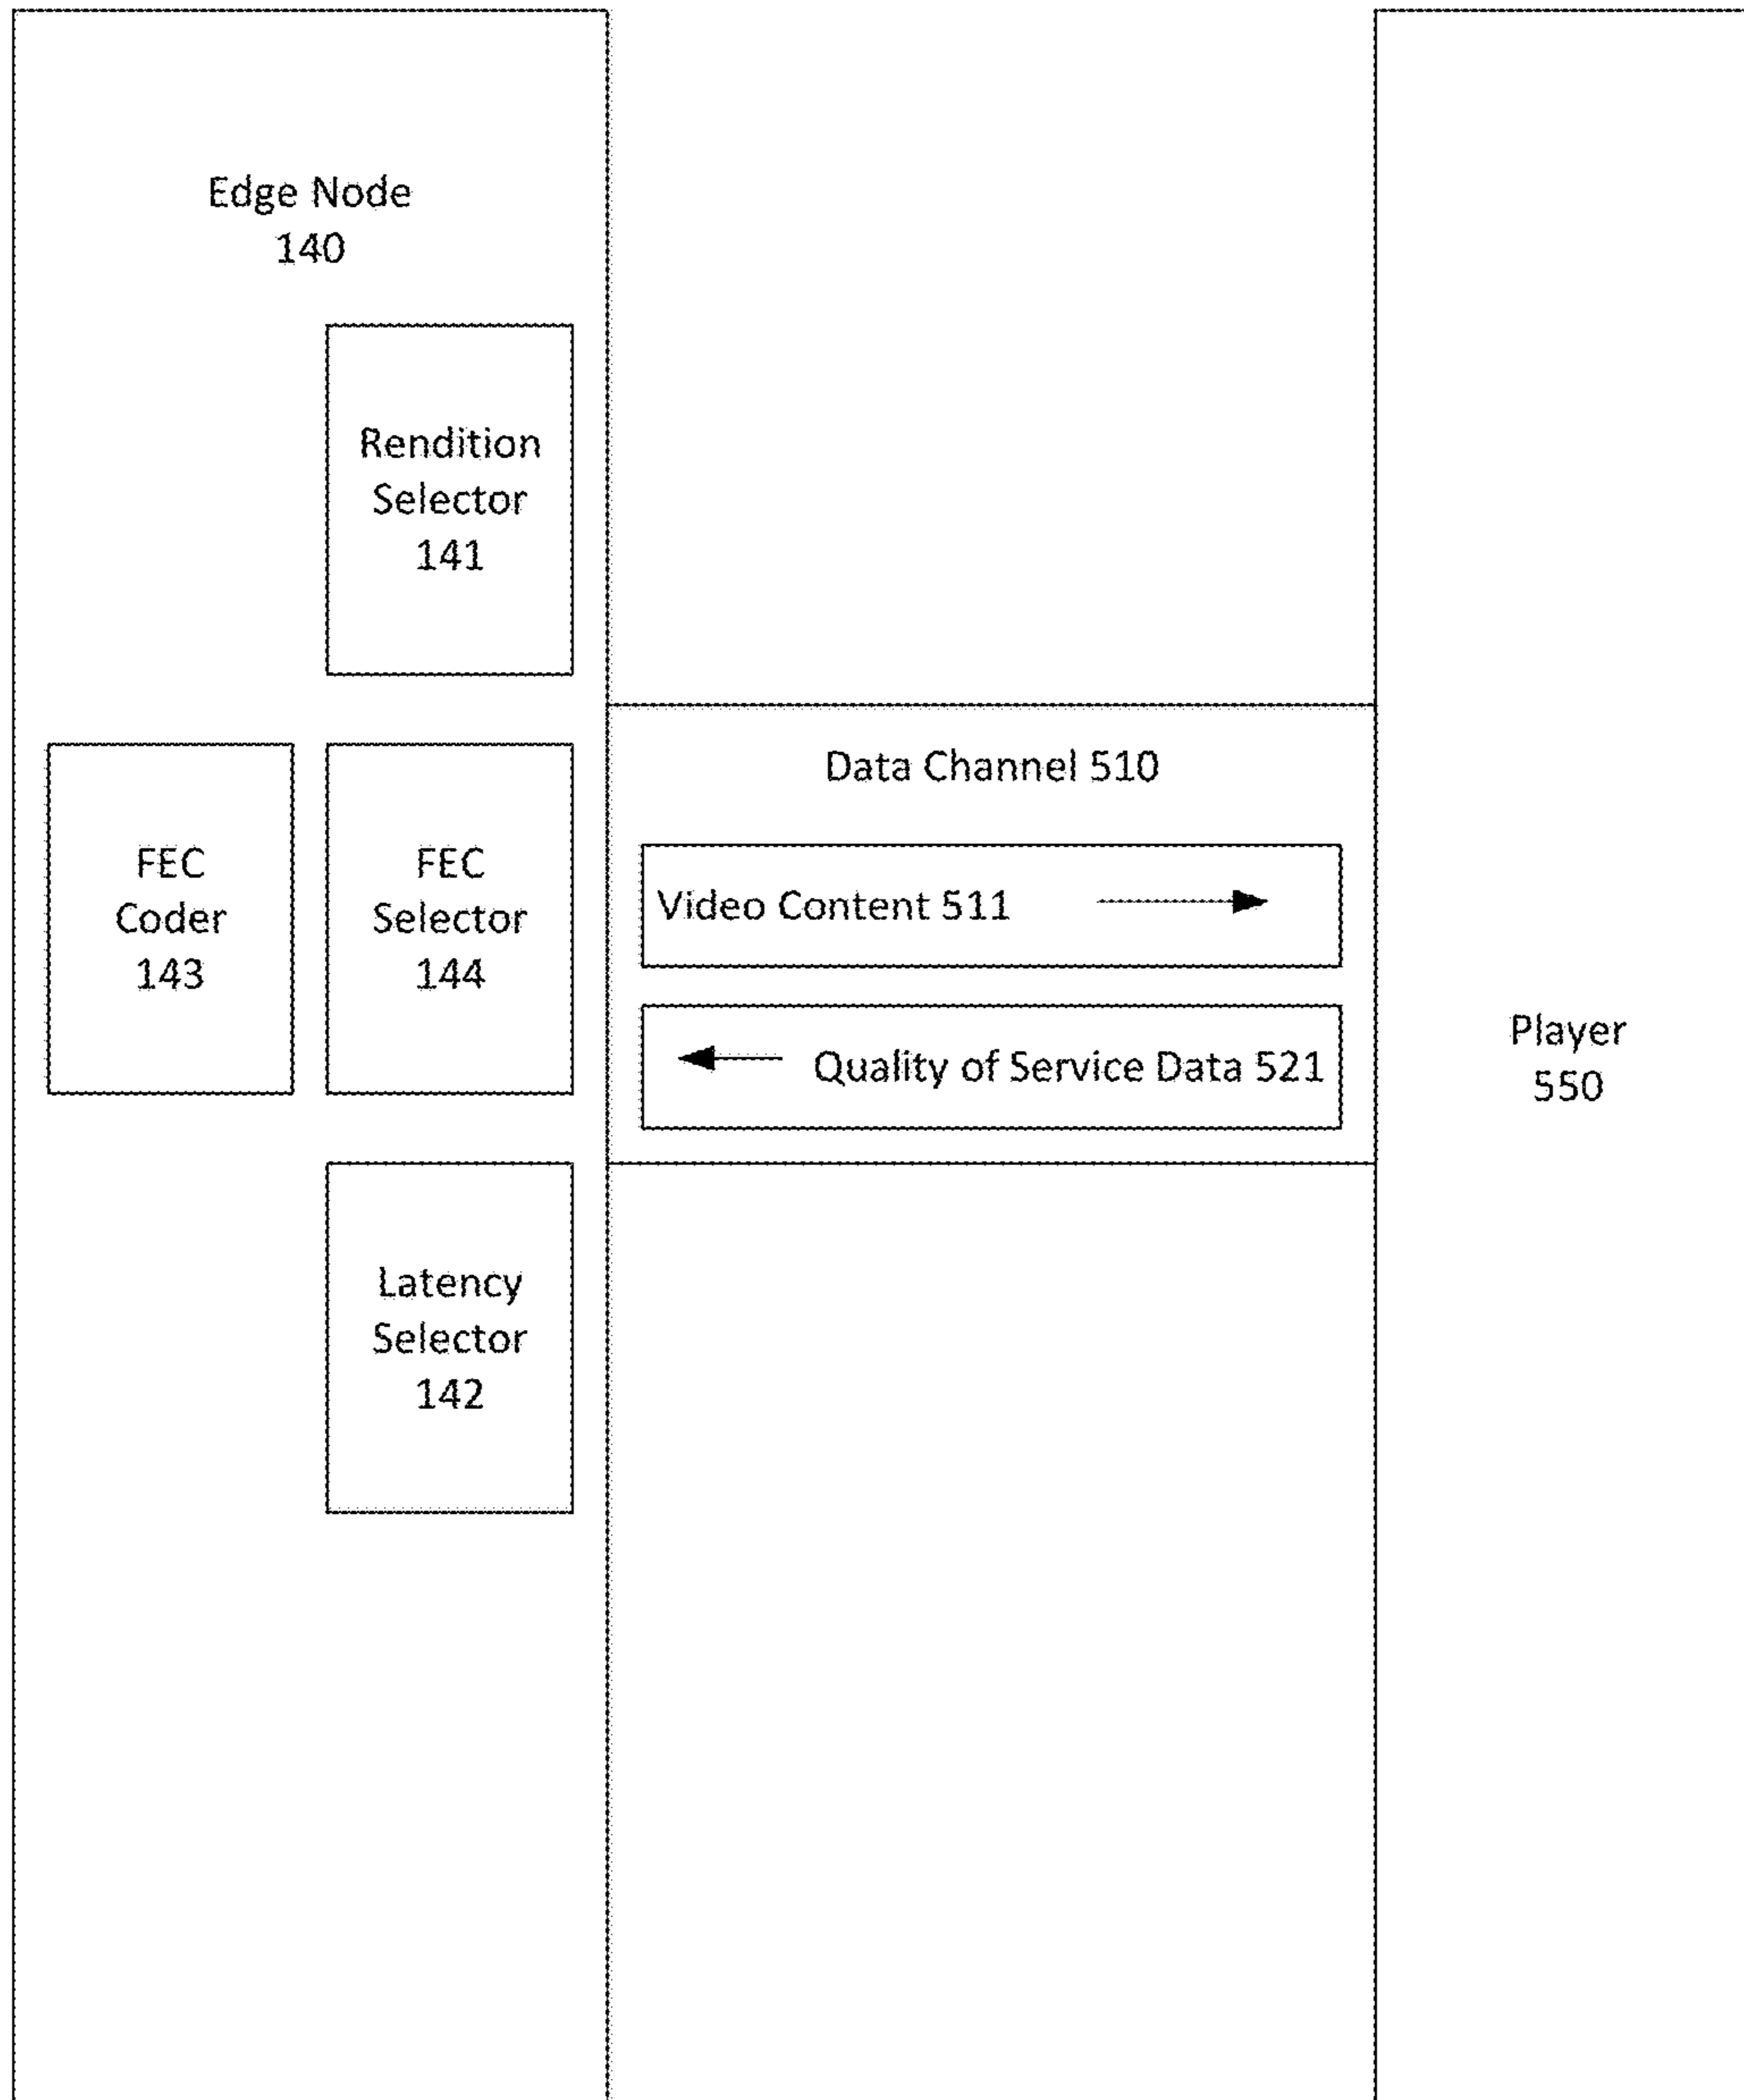 Edge Node
140
Rendition
Selector
141
Data Channel 510
FEC
Coder
143
FEC
Selector
144
Video Content 511
Quality of Service Data 521
Player
550
Latency
Selector
142